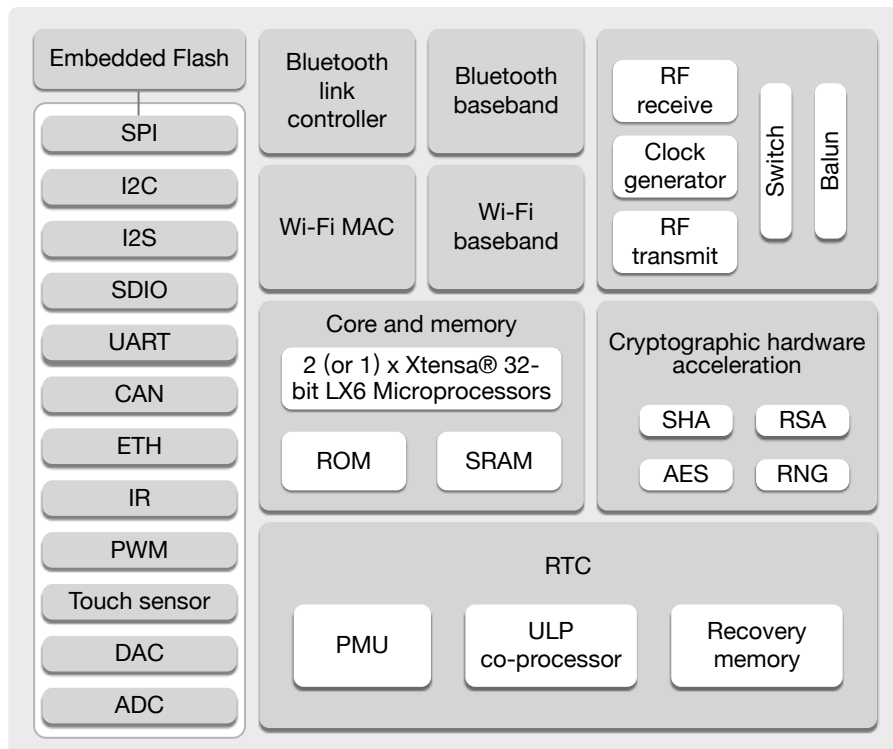 Embedded Flash
SPI
I2C
I2S
SDIO
UART
CAN
ETH
IR
PWM
Touch sensor
DAC
ADC
Bluetooth
link
controller
Bluetooth
baseband
Wi-Fi MAC
Wi-Fi
baseband
RF
receive
Clock
generator
RF
transmit
Switch
Balun
Core and memory
2 (or 1) x Xtensa® 32-
bit LX6 Microprocessors
ROM
SRAM
Cryptographic hardware
acceleration
SHA
RSA
AES
RNG
RTC
PMU
ULP
co-processor
Recovery
memory